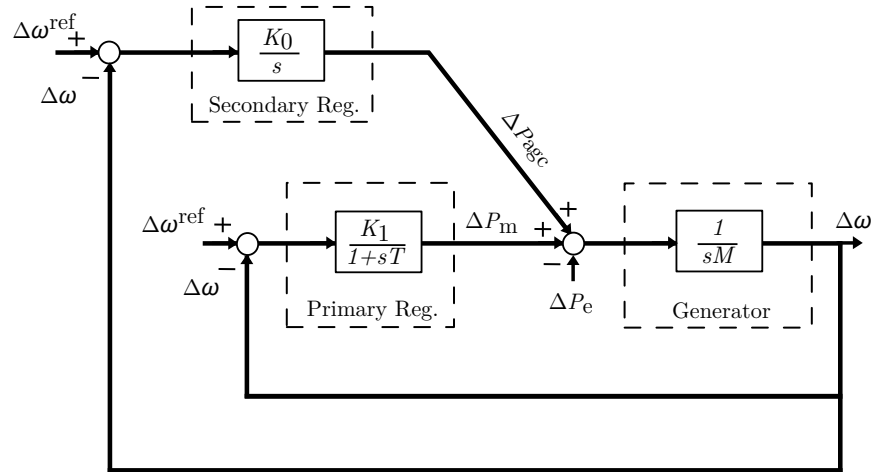 Δω^ref +
−
Δω
K0
s
Secondary Reg.
ΔPagc
Δω^ref +
−
Δω
K1
1+sT
Primary Reg.
ΔPm
+
+
−
ΔPe
1
sM
Generator
Δω